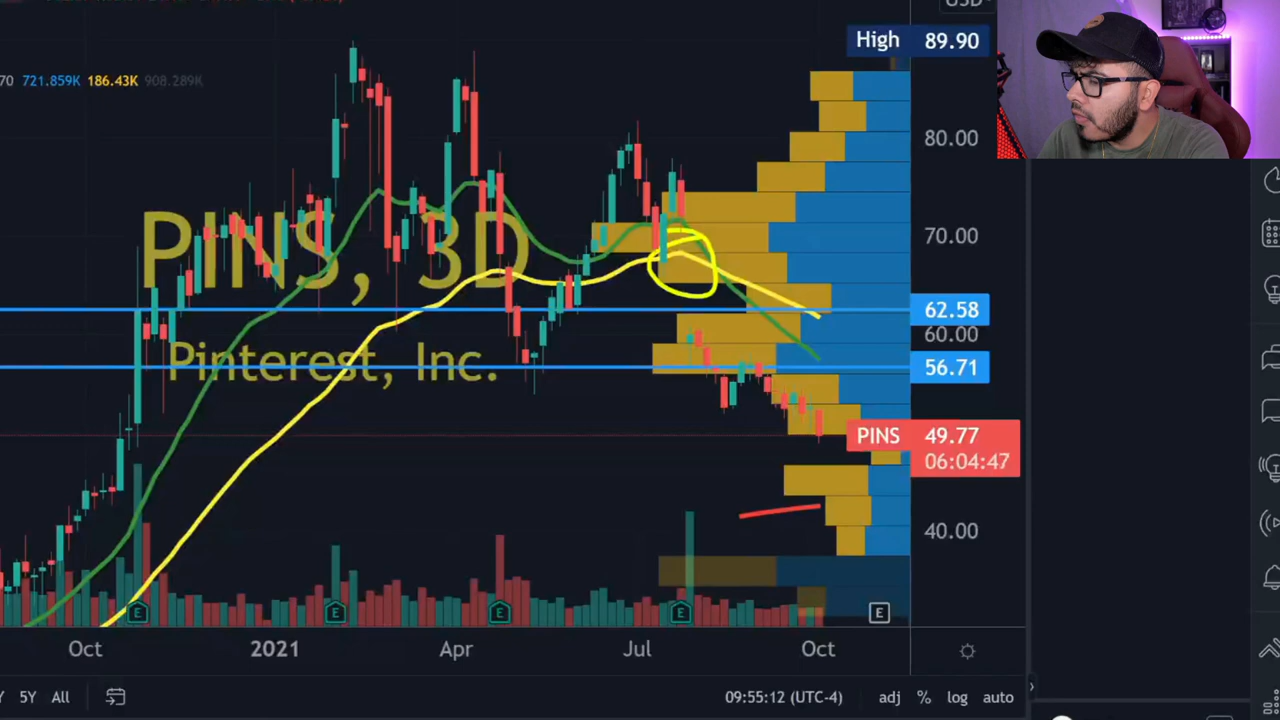 USD
High 89.90
70 721.859K 186.43K 908.289K
80.00
PINS, 3D
70.00
62.58
60.00
Pinterest, Inc.
56.71
PINS 49.77
06:04:47
40.00
E E E E E
Oct 2021 Apr Jul Oct
Y 5Y All 09:55:12 (UTC-4) adj % log auto